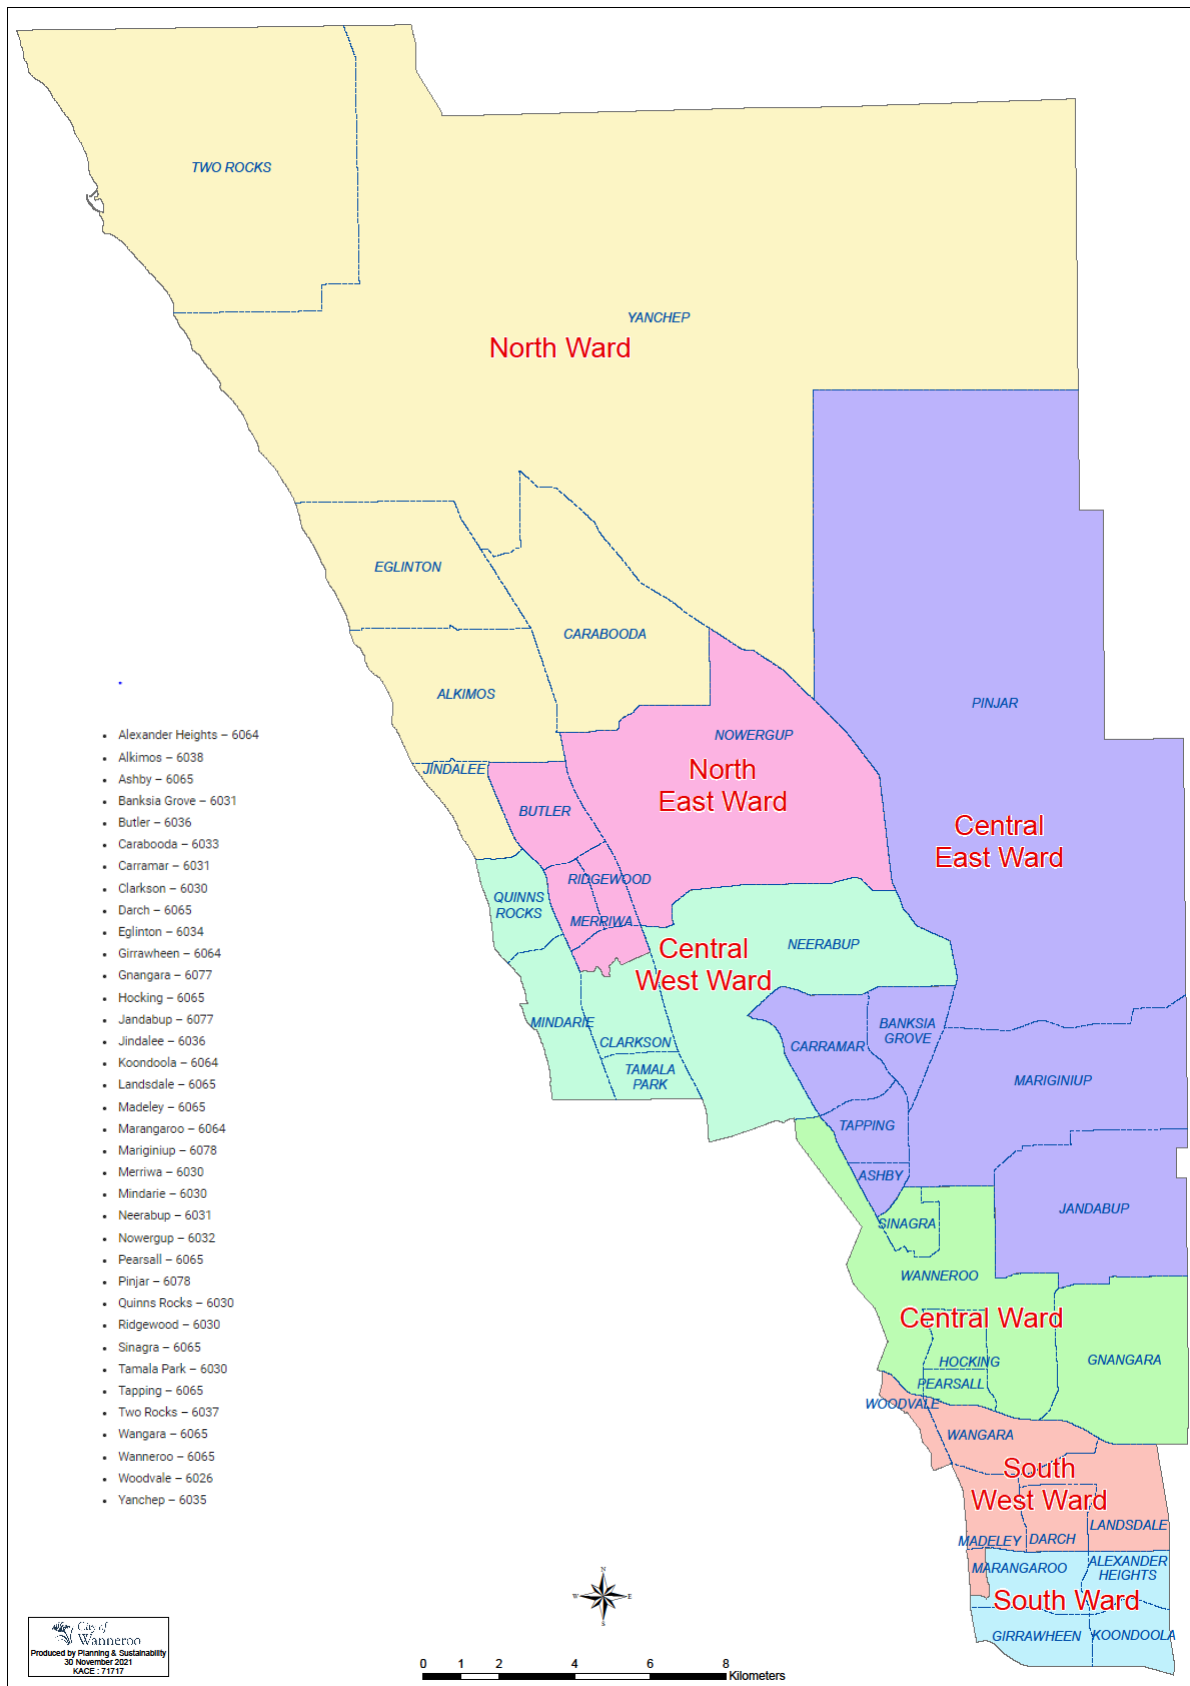 TWO ROCKS
YANCHEP
North Ward
EGLINTON
CARABOODA
ALKIMOS
PINJAR
NOWERGUP
JINDALEE
North
East Ward
BUTLER
Central
East Ward
RIDGEWOOD
QUINNS
ROCKS
MERRIWA
Central
West Ward
NEERABUP
MINDARIE
CLARKSON
BANKSIA
GROVE
CARRAMAR
TAMALA
PARK
MARIGINIUP
TAPPING
ASHBY
JANDABUP
SINAGRA
WANNEROO
Central Ward
HOCKING
GNANGARA
PEARSALL
WOODVALE
WANGARA
South
West Ward
LANDSDALE
MADELEY
DARCH
MARANGAROO
ALEXANDER
HEIGHTS
South Ward
GIRRAWHEEN
KOONDOOLA
• Alexander Heights – 6064
• Alkimos – 6038
• Ashby – 6065
• Banksia Grove – 6031
• Butler – 6036
• Carabooda – 6033
• Carramar – 6031
• Clarkson – 6030
• Darch – 6065
• Eglinton – 6034
• Girrawheen – 6064
• Gnangara – 6077
• Hocking – 6065
• Jandabup – 6077
• Jindalee – 6036
• Koondoola – 6064
• Landsdale – 6065
• Madeley – 6065
• Marangaroo – 6064
• Mariginiup – 6078
• Merriwa – 6030
• Mindarie – 6030
• Neerabup – 6031
• Nowergup – 6032
• Pearsall – 6065
• Pinjar – 6078
• Quinns Rocks – 6030
• Ridgewood – 6030
• Sinagra – 6065
• Tamala Park – 6030
• Tapping – 6065
• Two Rocks – 6037
• Wangara – 6065
• Wanneroo – 6065
• Woodvale – 6026
• Yanchep – 6035
N
W E
S
City of
Wanneroo
Produced by Planning & Sustainability
30 November 2021
KACE : 71717
0 1 2 4 6 8
Kilometers